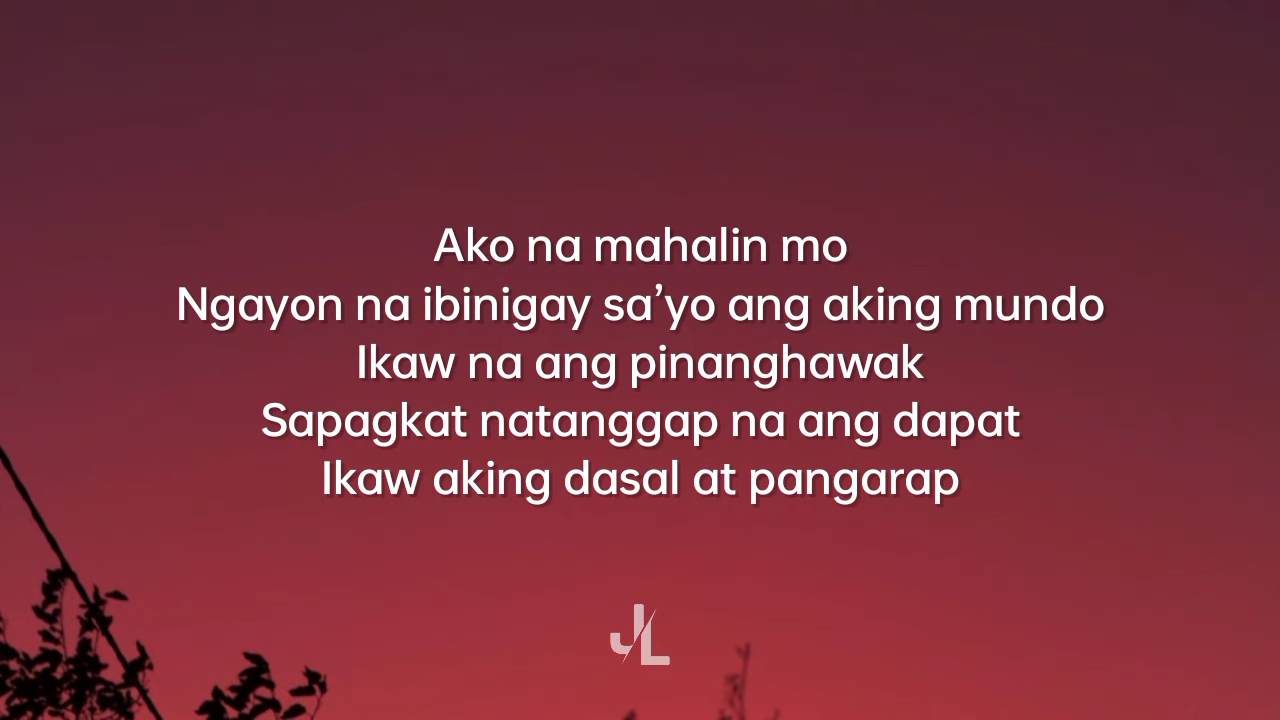 Ako na mahalin mo
Ngayon na ibinigay sa’yo ang aking mundo
Ikaw na ang pinanghawak
Sapagkat natanggap na ang dapat
Ikaw aking dasal at pangarap
JL